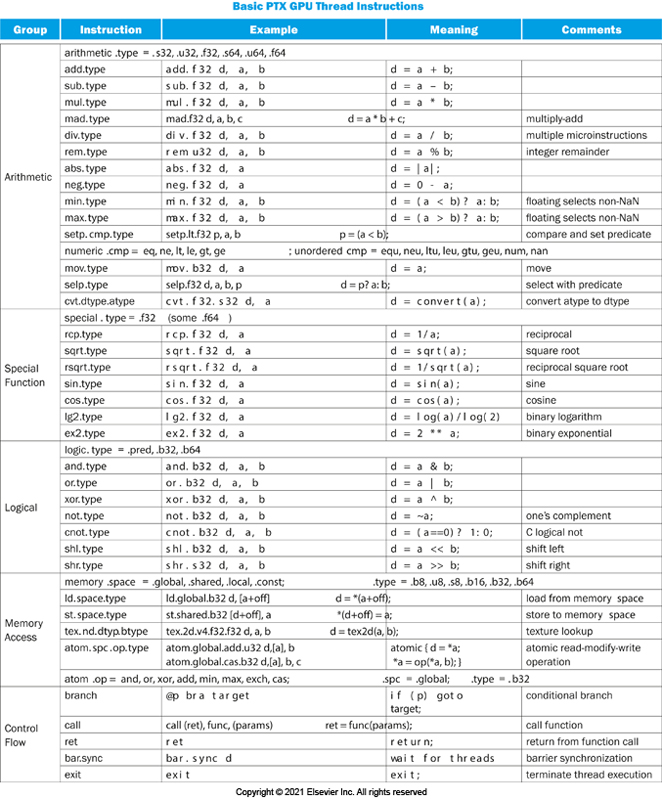 Basic PTX GPU Thread Instructions
Group Instruction Example Meaning Comments
Arithmetic
arithmetic .type = .s32, .u32, .f32, .s64, .u64, .f64
add.type add.f32 d, a, b d = a + b;
sub.type sub.f32 d, a, b d = a – b;
mul.type mul.f32 d, a, b d = a * b;
mad.type mad.f32 d, a, b, c d = a * b + c; multiply-add
div.type div.f32 d, a, b d = a / b; multiple microinstructions
rem.type rem.u32 d, a, b d = a % b; integer remainder
abs.type abs.f32 d, a d = |a|;
neg.type neg.f32 d, a d = 0 - a;
min.type min.f32 d, a, b d = (a < b)? a:b; floating selects non-NaN
max.type max.f32 d, a, b d = (a > b)? a:b; floating selects non-NaN
setp.cmp.type setp.lt.f32 p, a, b p = (a < b); compare and set predicate
numeric .cmp = eq, ne, lt, le, gt, ge ; unordered cmp = equ, neu, ltu, leu, gtu, geu, num, nan
mov.type mov.b32 d, a d = a; move
selp.type selp.f32 d, a, b, p d = p? a: b; select with predicate
cvt.dtype.atype cvt.f32.s32 d, a d = convert(a); convert atype to dtype
Special
Function
special .type = .f32 (some .f64 )
rcp.type rcp.f32 d, a d = 1/a; reciprocal
sqrt.type sqrt.f32 d, a d = sqrt(a); square root
rsqrt.type rsqrt.f32 d, a d = 1/sqrt(a); reciprocal square root
sin.type sin.f32 d, a d = sin(a); sine
cos.type cos.f32 d, a d = cos(a); cosine
lg2.type lg2.f32 d, a d = log(a)/log(2) binary logarithm
ex2.type ex2.f32 d, a d = 2 ** a; binary exponential
Logical
logic.type = .pred, .b32, .b64
and.type and.b32 d, a, b d = a & b;
or.type or.b32 d, a, b d = a | b;
xor.type xor.b32 d, a, b d = a ^ b;
not.type not.b32 d, a, b d = ~a; one's complement
cnot.type cnot.b32 d, a, b d = (a==0)? 1:0; C logical not
shl.type shl.b32 d, a, b d = a << b; shift left
shr.type shr.s32 d, a, b d = a >> b; shift right
Memory
Access
memory .space = .global, .shared, .local, .const; .type = .b8, .u8, .s8, .b16, .b32, .b64
ld.space.type ld.global.b32 d, [a+off] d = *(a+off); load from memory space
st.space.type st.shared.b32 [d+off], a *(d+off) = a; store to memory space
tex.nd.dtyp.btype tex.2d.v4.f32.f32 d, a, b d = tex2d(a, b); texture lookup
atom.spc.op.type atom.global.add.u32 d,[a], b atomic { d = *a; atomic read-modify-write
atom.global.cas.b32 d,[a], b, c *a = op(*a, b); } operation
atom .op = and, or, xor, add, min, max, exch, cas; .spc = .global; .type = .b32
Control
Flow
branch @p bra target if (p) goto conditional branch
target;
call call (ret), func, (params) ret = func(params); call function
ret ret return; return from function call
bar.sync bar.sync d wait for threads barrier synchronization
exit exit exit; terminate thread execution
Copyright © 2021 Elsevier Inc. All rights reserved